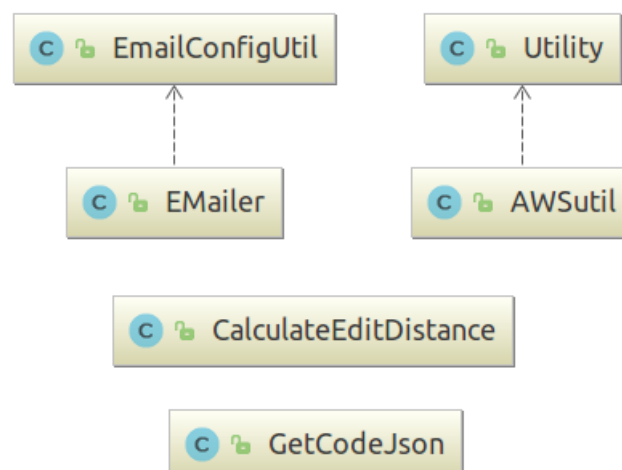 C EmailConfigUtil
C Utility
C EMailer
C AWSutil
C CalculateEditDistance
C GetCodeJson